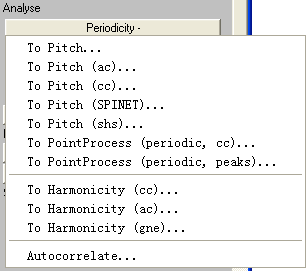 Analyse
Periodicity -
To Pitch...
To Pitch (ac)...
To Pitch (cc)...
To Pitch (SPINET)...
To Pitch (shs)...
To PointProcess (periodic, cc)...
To PointProcess (periodic, peaks)...
To Harmonicity (cc)...
To Harmonicity (ac)...
To Harmonicity (gne)...
Autocorrelate...